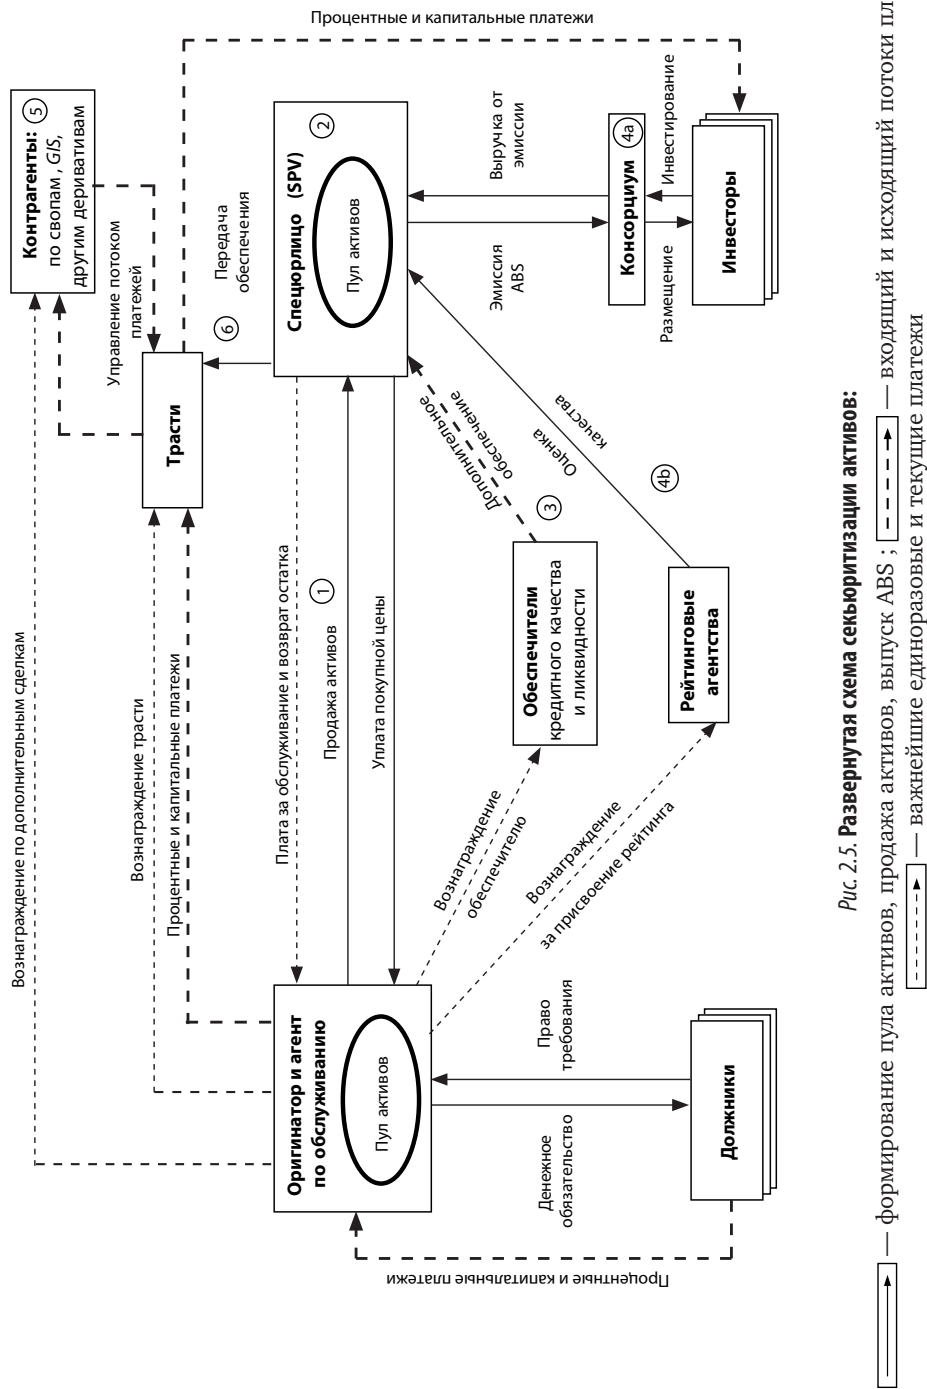 Вознаграждение по дополнительным сделкам
Контрагенты: 5
по свопам , GIS,
другим деривативам
Вознаграждение трасти
Процентные и капитальные платежи
Трасти
Управление потоком
платежей
Процентные и капитальные платежи
6
Передача
обеспечения
Оригинатор и агент
по обслуживанию
Пул активов
Плата за обслуживание и возврат остатка
1
Продажа активов
Уплата покупной цены
Спецюрлицо (SPV)
2
Пул активов
Вознаграждение
обеспечителю
Обеспечители
кредитного качества
и ликвидности
3
Дополнительное
обеспечение
Вознаграждение
за присвоение рейтинга
Рейтинговые
агентства
4b
Оценка
качества
Эмиссия
ABS
Выручка от
эмиссии
Консорциум 4a
Размещение
Инвестирование
Инвесторы
Денежное
обязательство
Право
требования
Должники
Процентные и капитальные платежи
Рис. 2.5. Развернутая схема секьюритизации активов:
— формирование пула активов, продажа активов, выпуск ABS ; — входящий и исходящий потоки пл
— важнейшие единоразовые и текущие платежи